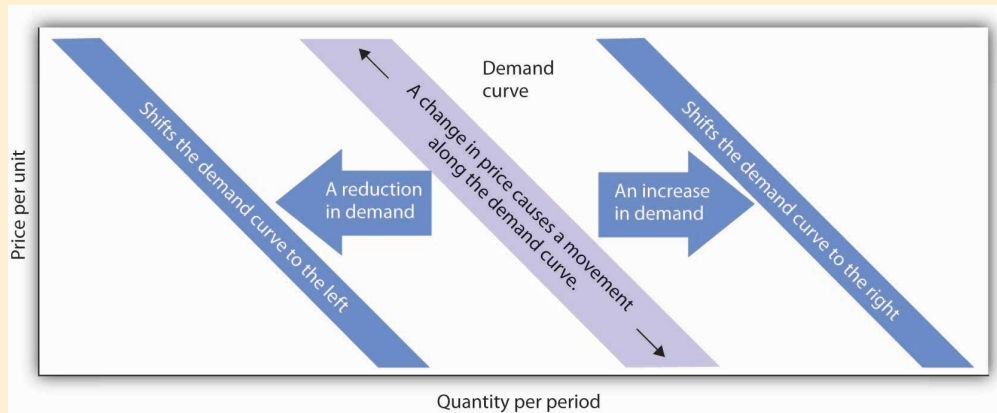 Price per unit
Shifts the demand curve to the left
A reduction
in demand
A change in price causes a movement
along the demand curve.
Demand
curve
An increase
in demand
Shifts the demand curve to the right
Quantity per period